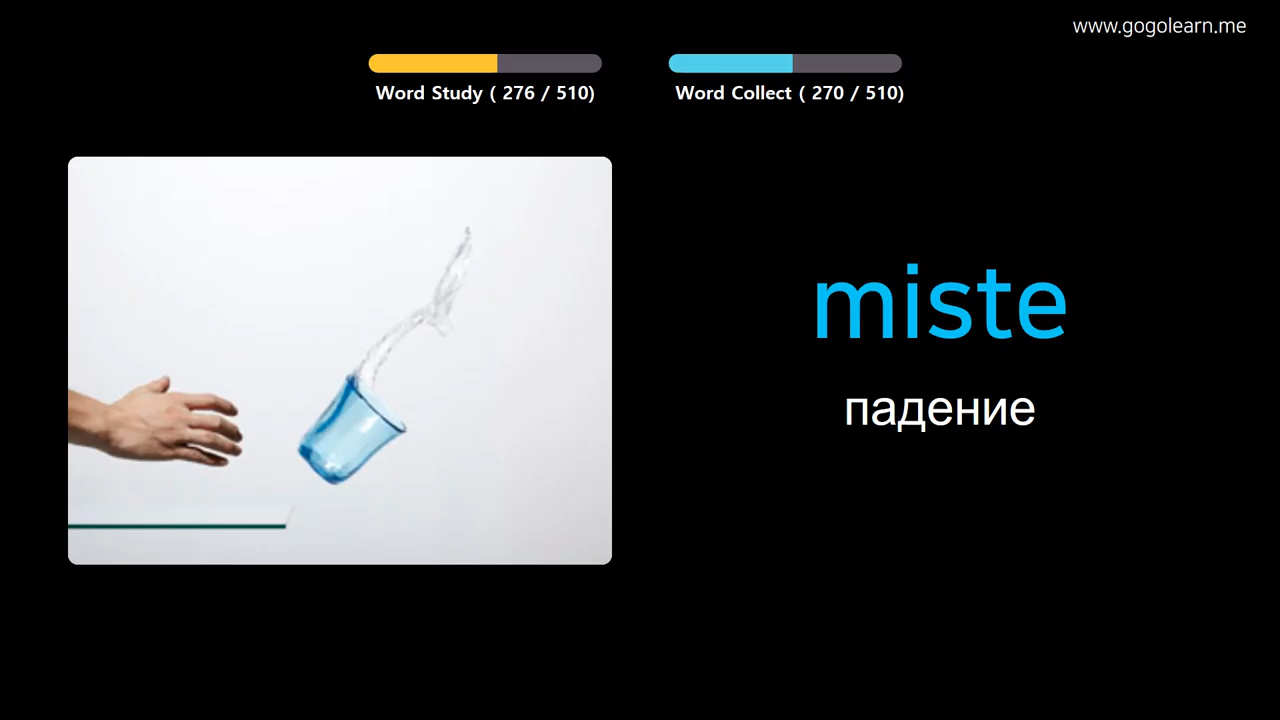 www.gogolearn.me
Word Study ( 276 / 510)
Word Collect ( 270 / 510)
miste
падение